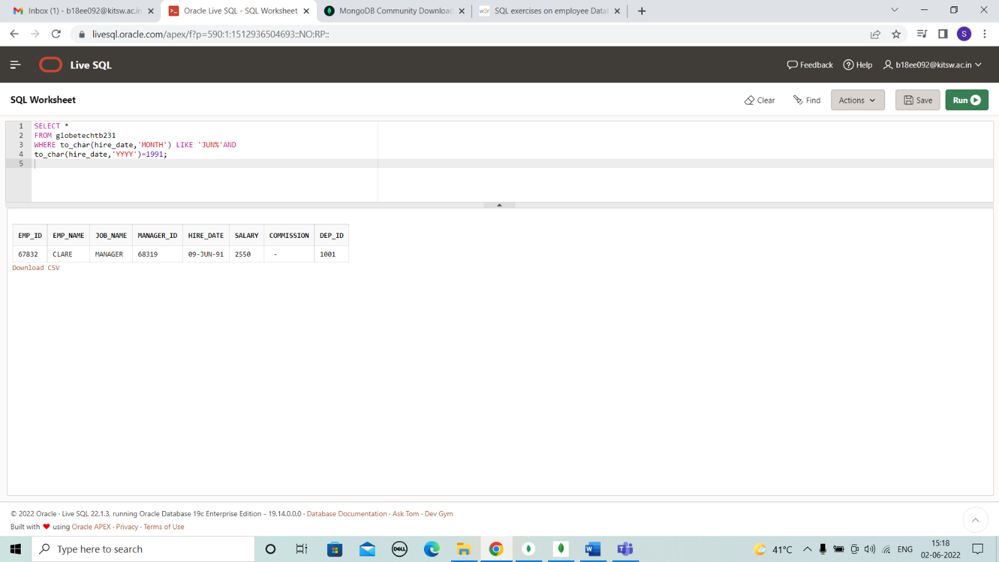 Inbox (1) - b18ee092@kitsw.ac.in
Oracle Live SQL - SQL Worksheet
MongoDB Community Download
w3r SQL exercises on employee Datal
livesql.oracle.com/apex/f?p=590:1:1512936504693::NO:RP::
S
Live SQL
Feedback
Help
b18ee092@kitsw.ac.in
SQL Worksheet
Clear
Find
Actions
Save
Run
1 SELECT *
2 FROM globetechtb231
3 WHERE to_char(hire_date,'MONTH') LIKE 'JUN%'AND
4 to_char(hire_date,'YYYY')=1991;
5
EMP_ID EMP_NAME JOB_NAME MANAGER_ID HIRE_DATE SALARY COMMISSION DEP_ID
67832 CLARE MANAGER 68319 09-JUN-91 2550 - 1001
Download CSV
© 2022 Oracle · Live SQL 22.1.3, running Oracle Database 19c Enterprise Edition - 19.14.0.0.0 · Database Documentation · Ask Tom · Dev Gym
Built with ❤ using Oracle APEX · Privacy · Terms of Use
Type here to search
DELL
W
T
41°C
ENG
15:18
02-06-2022